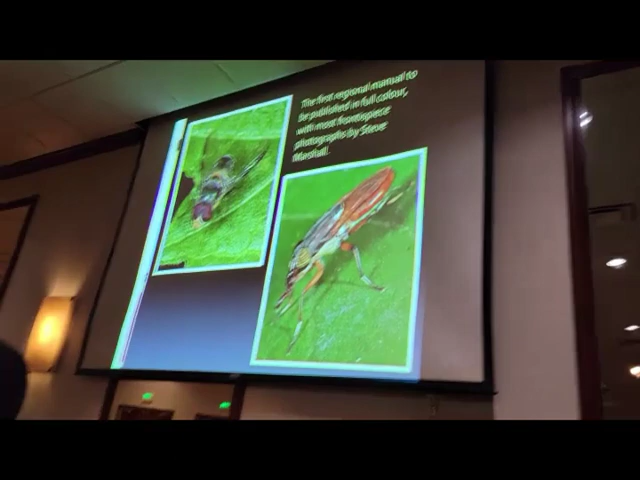 The first regional manual to
be published in full colour,
with most frontispiece
photographs by Steve
Marshall.